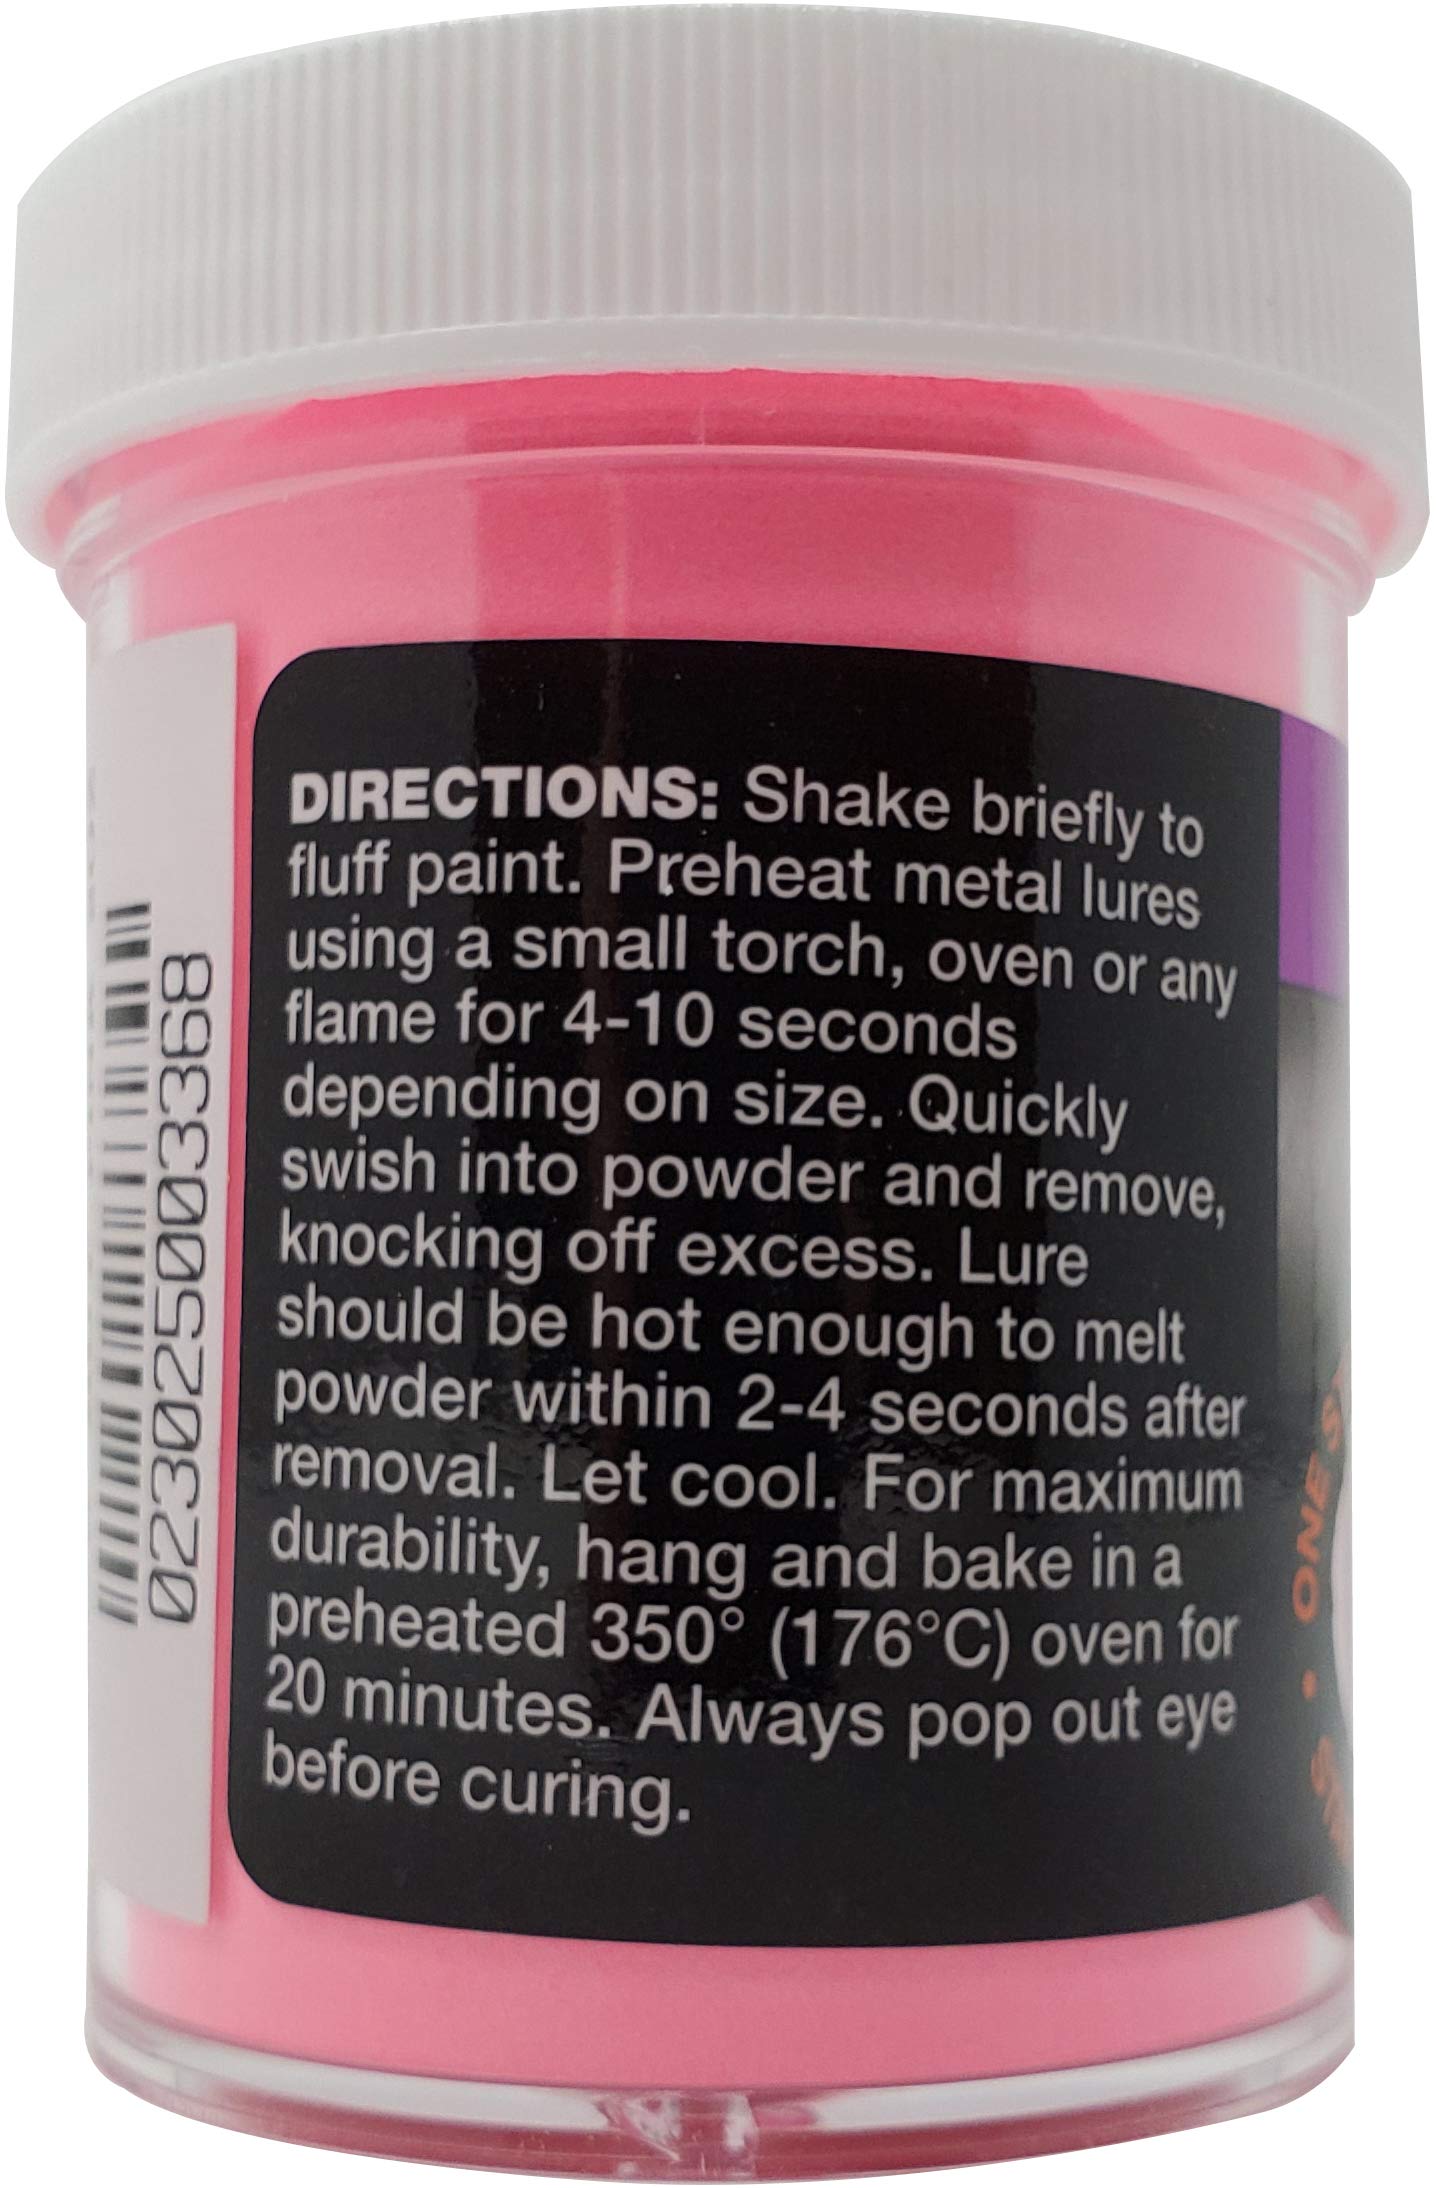 DIRECTIONS: Shake briefly to
fluff paint. Preheat metal lures
using a small torch, oven or any
flame for 4-10 seconds
depending on size. Quickly
swish into powder and remove,
knocking off excess. Lure
should be hot enough to melt
powder within 2-4 seconds after
removal. Let cool. For maximum
durability, hang and bake in a
preheated 350° (176°C) oven for
20 minutes. Always pop out eye
before curing.
023025003368
ONE